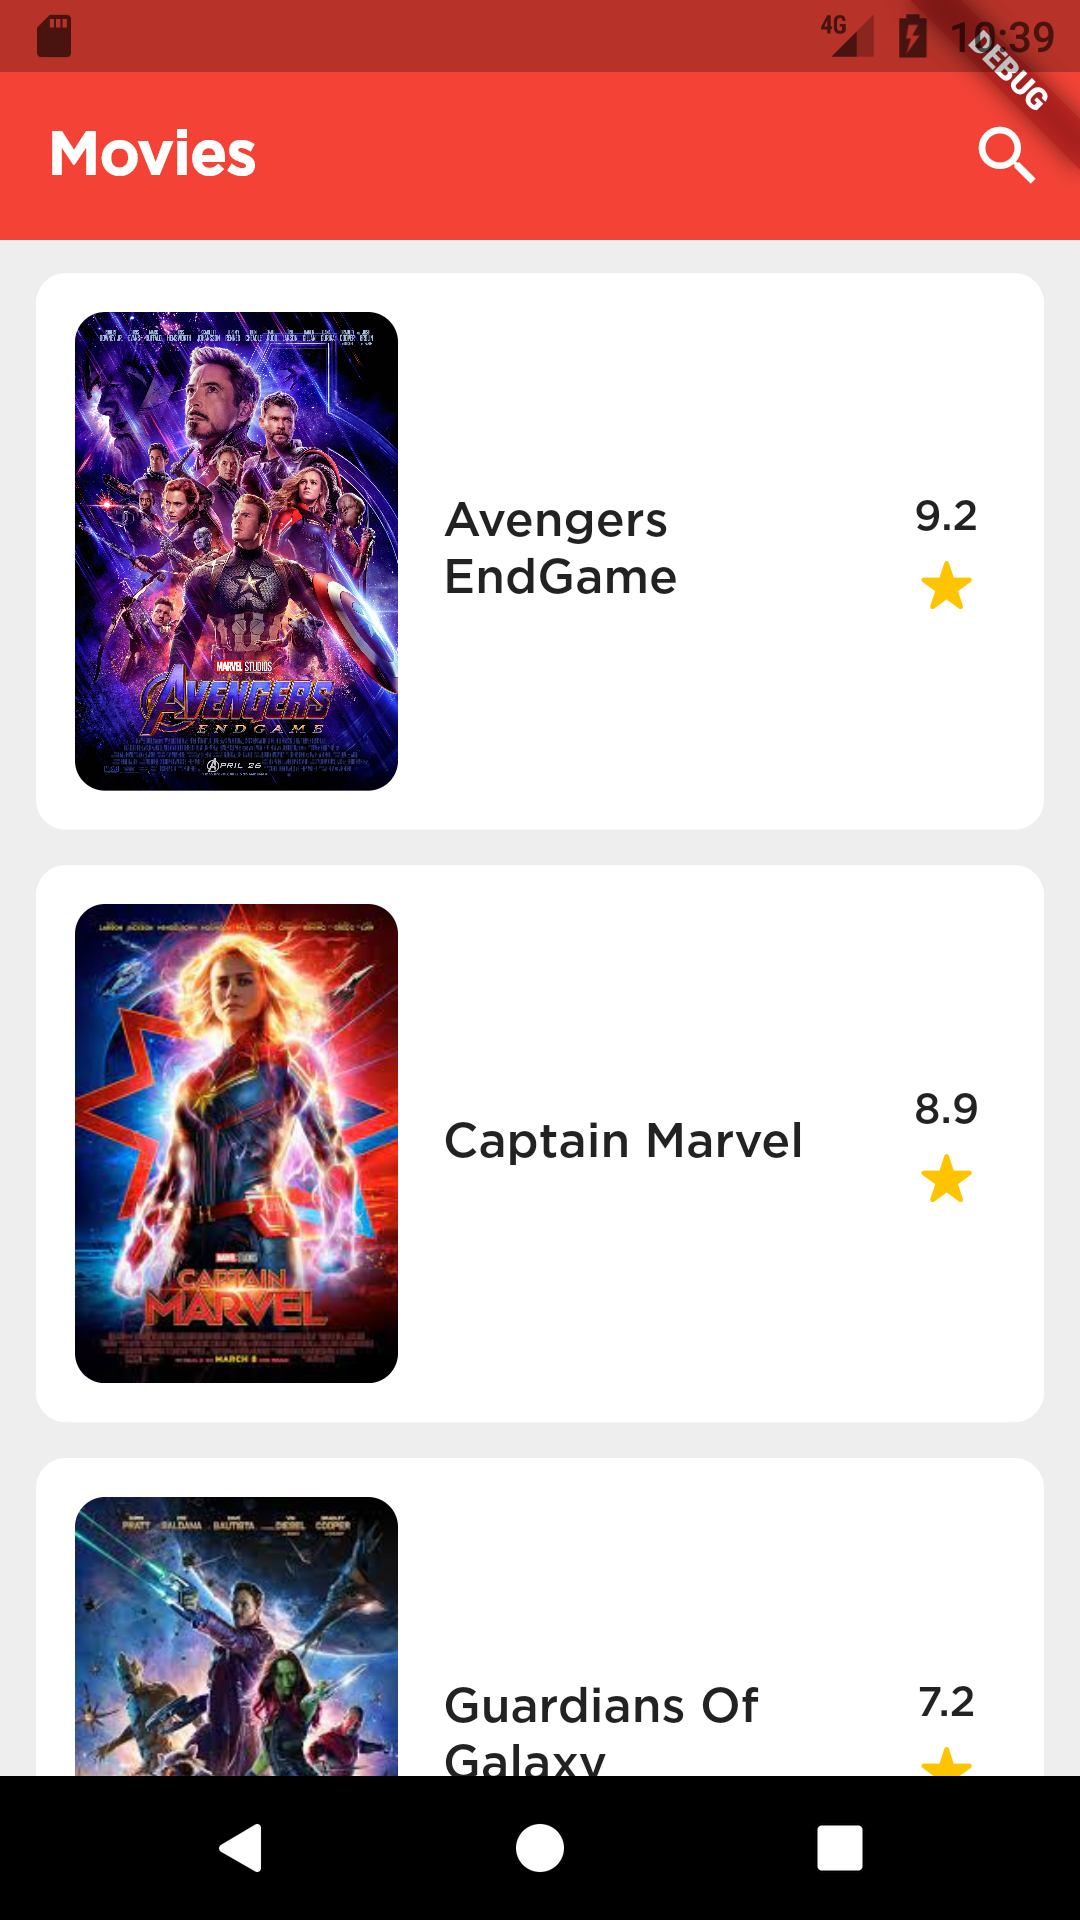 4G
10:39
DEBUG
Movies
MARVEL STUDIOS
AVENGERS
ENDGAME
APRIL 26
Avengers
EndGame
9.2
CAPTAIN
MARVEL
MARCH 8
Captain Marvel
8.9
PRATT SALDANA BAUTISTA DIESEL COOPER
Guardians Of
Galaxy
7.2